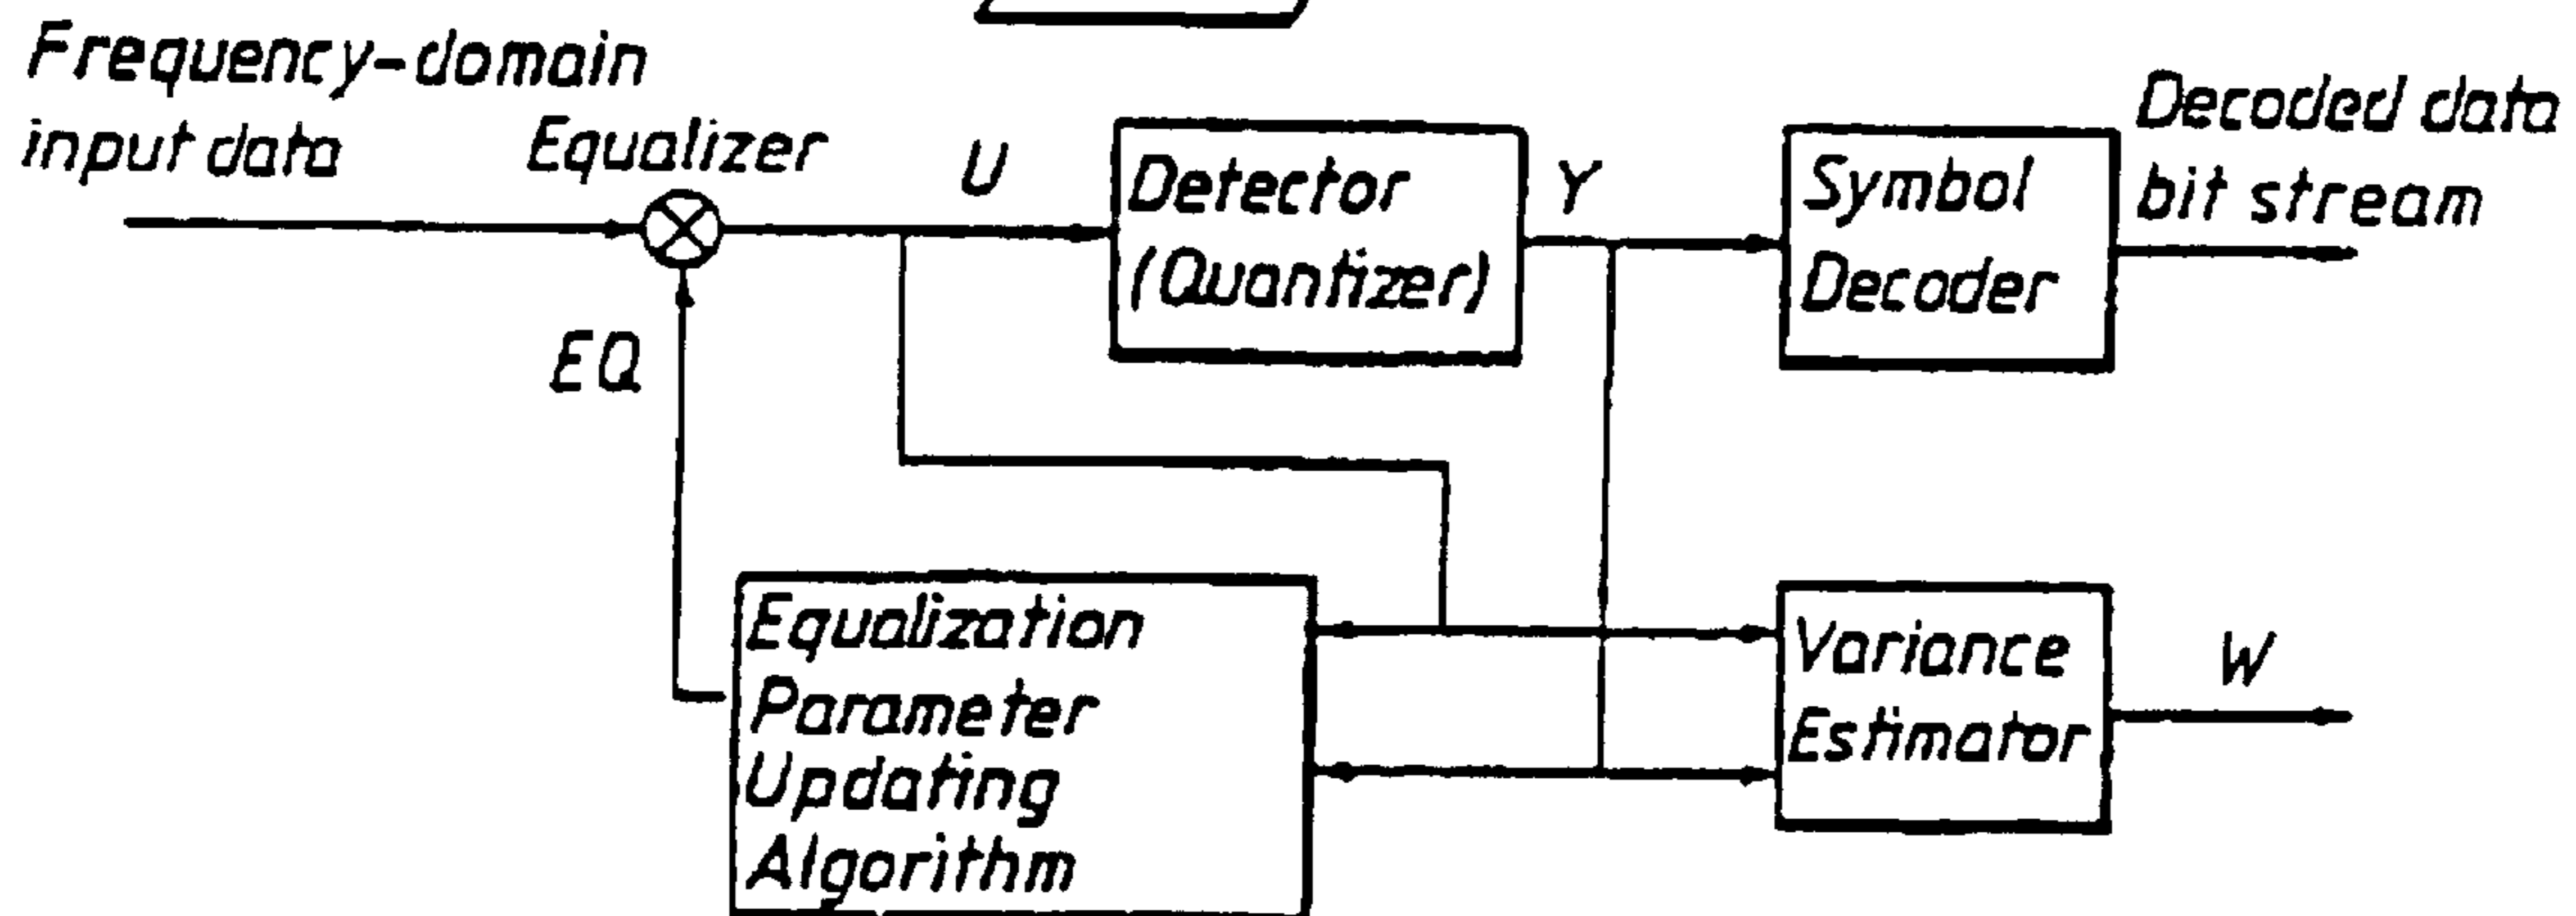 Frequency-domain
input data
Equalizer
U
Detector
(Quantizer)
Y
Symbol
Decoder
Decoded data
bit stream
EQ
Equalization
Parameter
Updating
Algorithm
Variance
Estimator
W